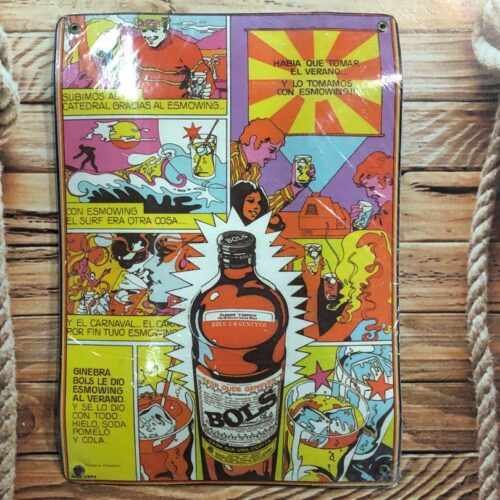 SUBIMOS AL
CATEDRAL GRACIAS AL ESMOWING...
HABIA QUE TOMAR
EL VERANO...
Y LO TOMAMOS
CON ESMOWING!!
CON ESMOWING
EL SURF ERA OTRA COSA...
Y EL CARNAVAL... EL CAR
POR FIN TUVO ESMOWIN
GINEBRA
BOLS LE DIO
ESMOWING
AL VERANO.
Y SE LO DIO
CON TODO:
HIELO, SODA
POMELO
Y COLA.
BOLS
BOLS